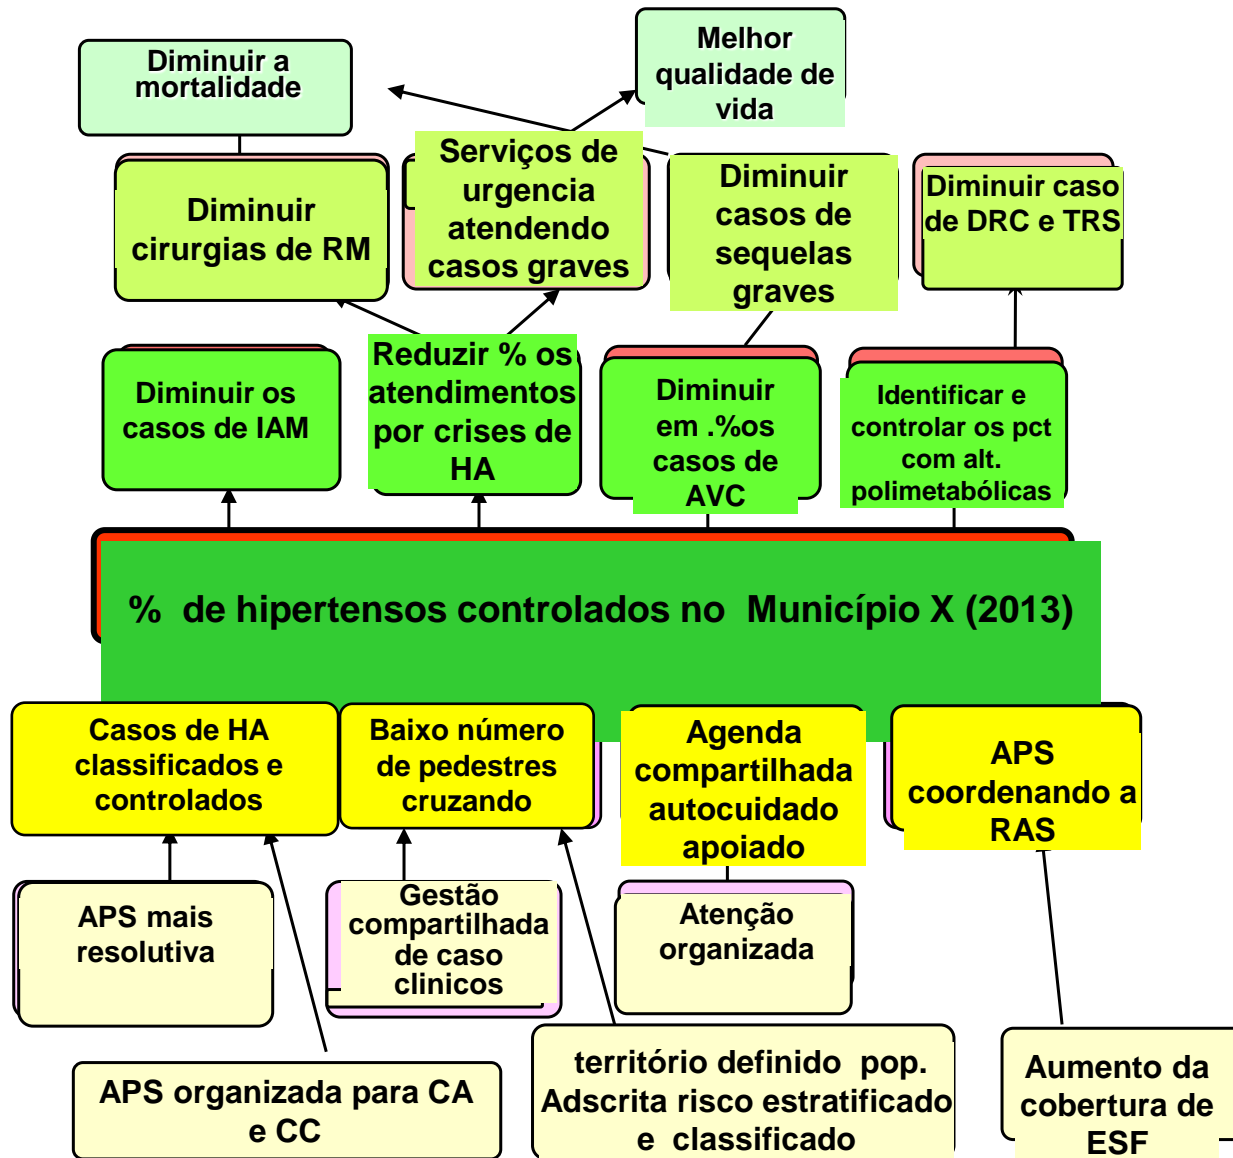 Diminuir a
mortalidade
Melhor
qualidade de
vida
Diminuir
cirurgias de RM
Serviços de
urgencia
atendendo
casos graves
Diminuir
casos de
sequelas
graves
Diminuir caso
de DRC e TRS
Diminuir os
casos de IAM
Reduzir % os
atendimentos
por crises de
HA
Diminuir
em .%os
casos de
AVC
Identificar e
controlar os pct
com alt.
polimetabólicas
% de hipertensos controlados no Município X (2013)
Casos de HA
classificados e
controlados
Baixo número
de pedestres
cruzando
Agenda
compartilhada
autocuidado
apoiado
APS
coordenando a
RAS
APS mais
resolutiva
Gestão
compartilhada
de caso
clinicos
Atenção
organizada
APS organizada para CA
e CC
território definido pop.
Adscrita risco estratificado
e classificado
Aumento da
cobertura de
ESF